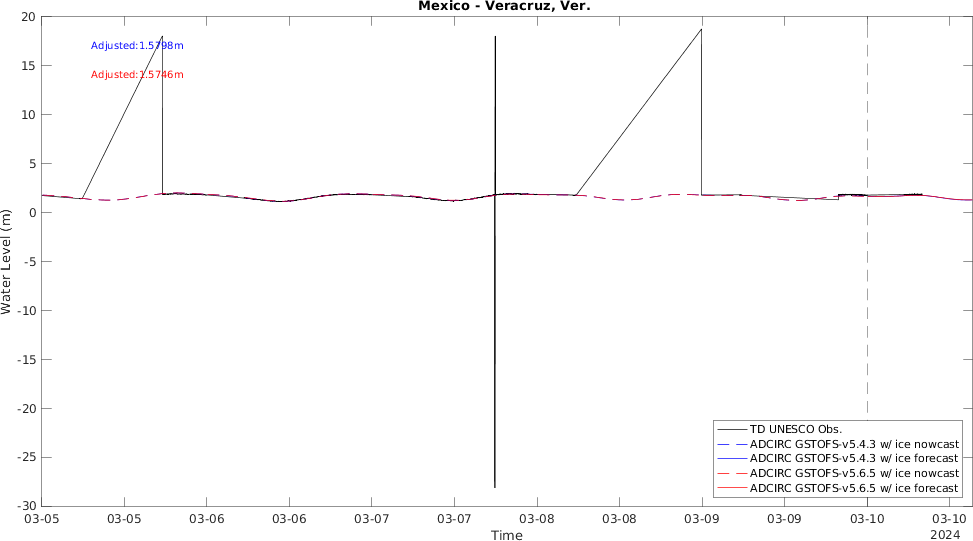 Mexico - Veracruz, Ver.
20
15
10
5
0
-5
-10
-15
-20
-25
-30
Water Level (m)
Adjusted:1.5798m
Adjusted:1.5746m
TD UNESCO Obs.
ADCIRC GSTOFS-v5.4.3 w/ ice nowcast
ADCIRC GSTOFS-v5.4.3 w/ ice forecast
ADCIRC GSTOFS-v5.6.5 w/ ice nowcast
ADCIRC GSTOFS-v5.6.5 w/ ice forecast
03-05 03-05 03-06 03-06 03-07 03-07 03-08 03-08 03-09 03-09 03-10 03-10
2024
Time